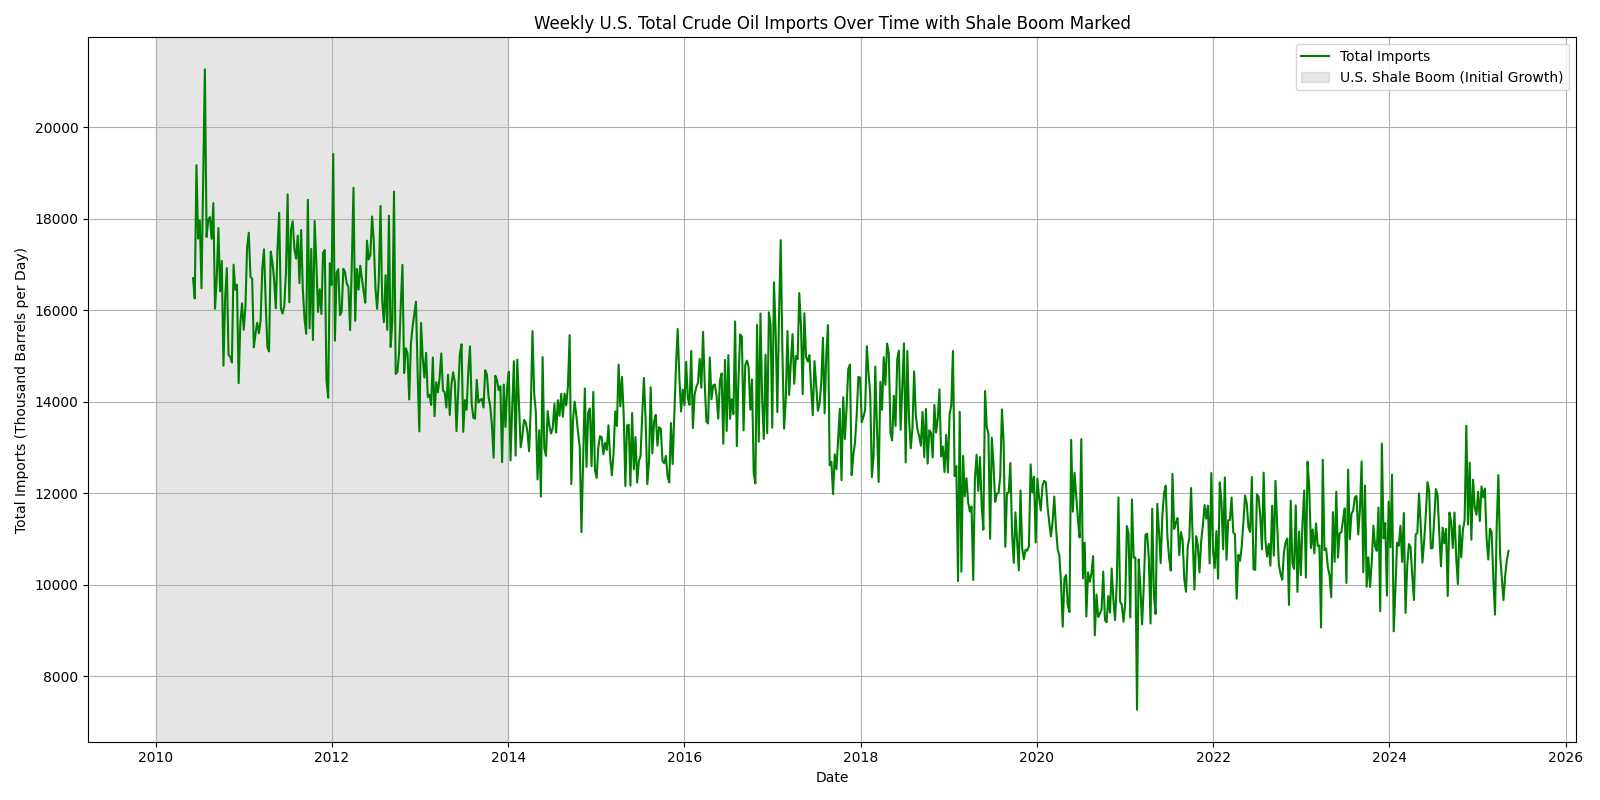 Weekly U.S. Total Crude Oil Imports Over Time with Shale Boom Marked
Total Imports
U.S. Shale Boom (Initial Growth)
Total Imports (Thousand Barrels per Day)
20000
18000
16000
14000
12000
10000
8000
2010 2012 2014 2016 2018 2020 2022 2024 2026
Date